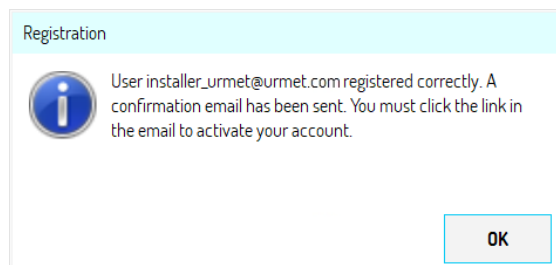 Registration
User installer_urmet@urmet.com registered correctly. A
confirmation email has been sent. You must click the link in
the email to activate your account.
OK